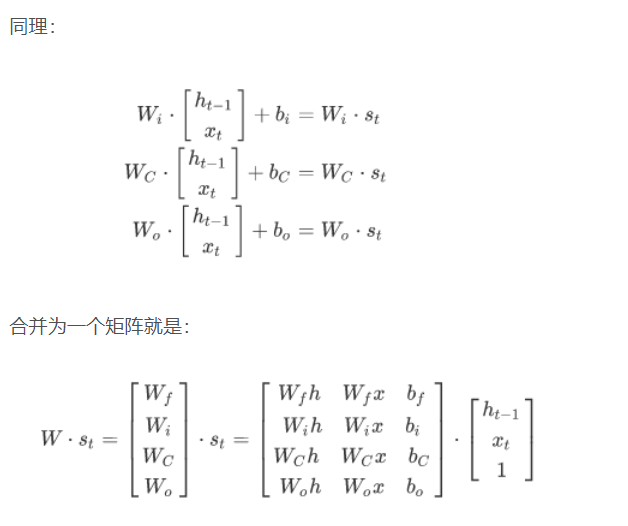 同理：
W_i · [h_{t-1} x_t] + b_i = W_i · s_t
W_C · [h_{t-1} x_t] + b_C = W_C · s_t
W_o · [h_{t-1} x_t] + b_o = W_o · s_t
合并为一个矩阵就是：
W · s_t = [W_f W_i W_C W_o] · s_t = [W_f h W_f x b_f
W_i h W_i x b_i
W_C h W_C x b_C
W_o h W_o x b_o] · [h_{t-1} x_t 1]